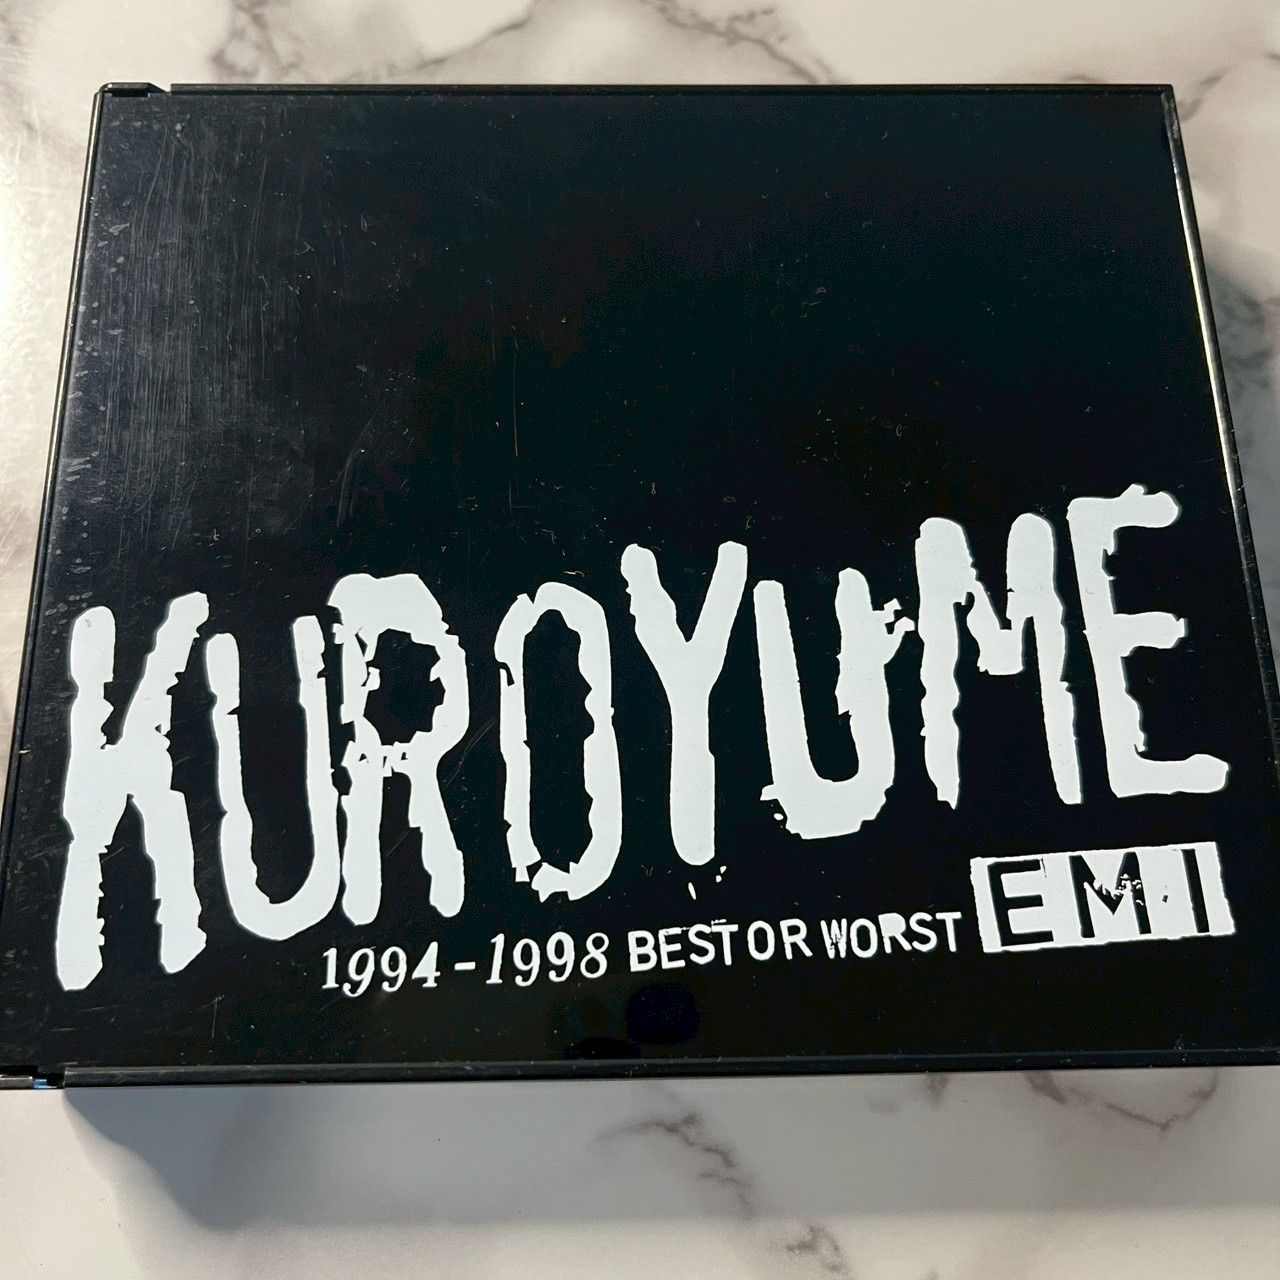 KUROYUME
1994-1998 BEST OR WORST EMI